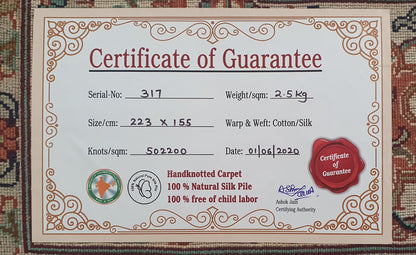 Certificate of Guarantee
Serial-No: 317 Weight/sqm: 2.5kg
Size/cm: 223 x 155 Warp & Weft: Cotton/Silk
Knots/sqm: 502200 Date: 01/06/2020
Handknotted Carpet
100 % Natural Silk Pile
100 % free of child labor
Certificate of
Guarantee
Ashok Jain
Certifying Authority